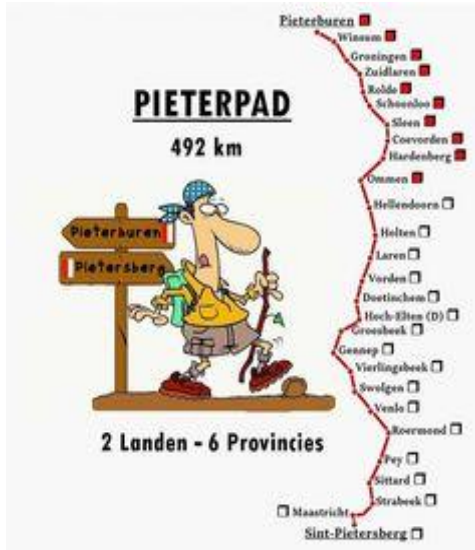 Pieterburen
Winsum
Groningen
Zuidlaren
Rolde
Schoonloo
Sleen
Coevorden
Hardenberg
Ommen
Hellendoorn
Holten
Laren
Vorden
Doetinchem
Hoch-Elten (D)
Groesbeek
Gennep
Vierlingsbeek
Swolgen
Venlo
Roermond
Pey
Sittard
Strabeek
Maastricht
Sint-Pietersberg
PIETERPAD
492 km
Pieterburen
Pietersberg
2 Landen - 6 Provincies